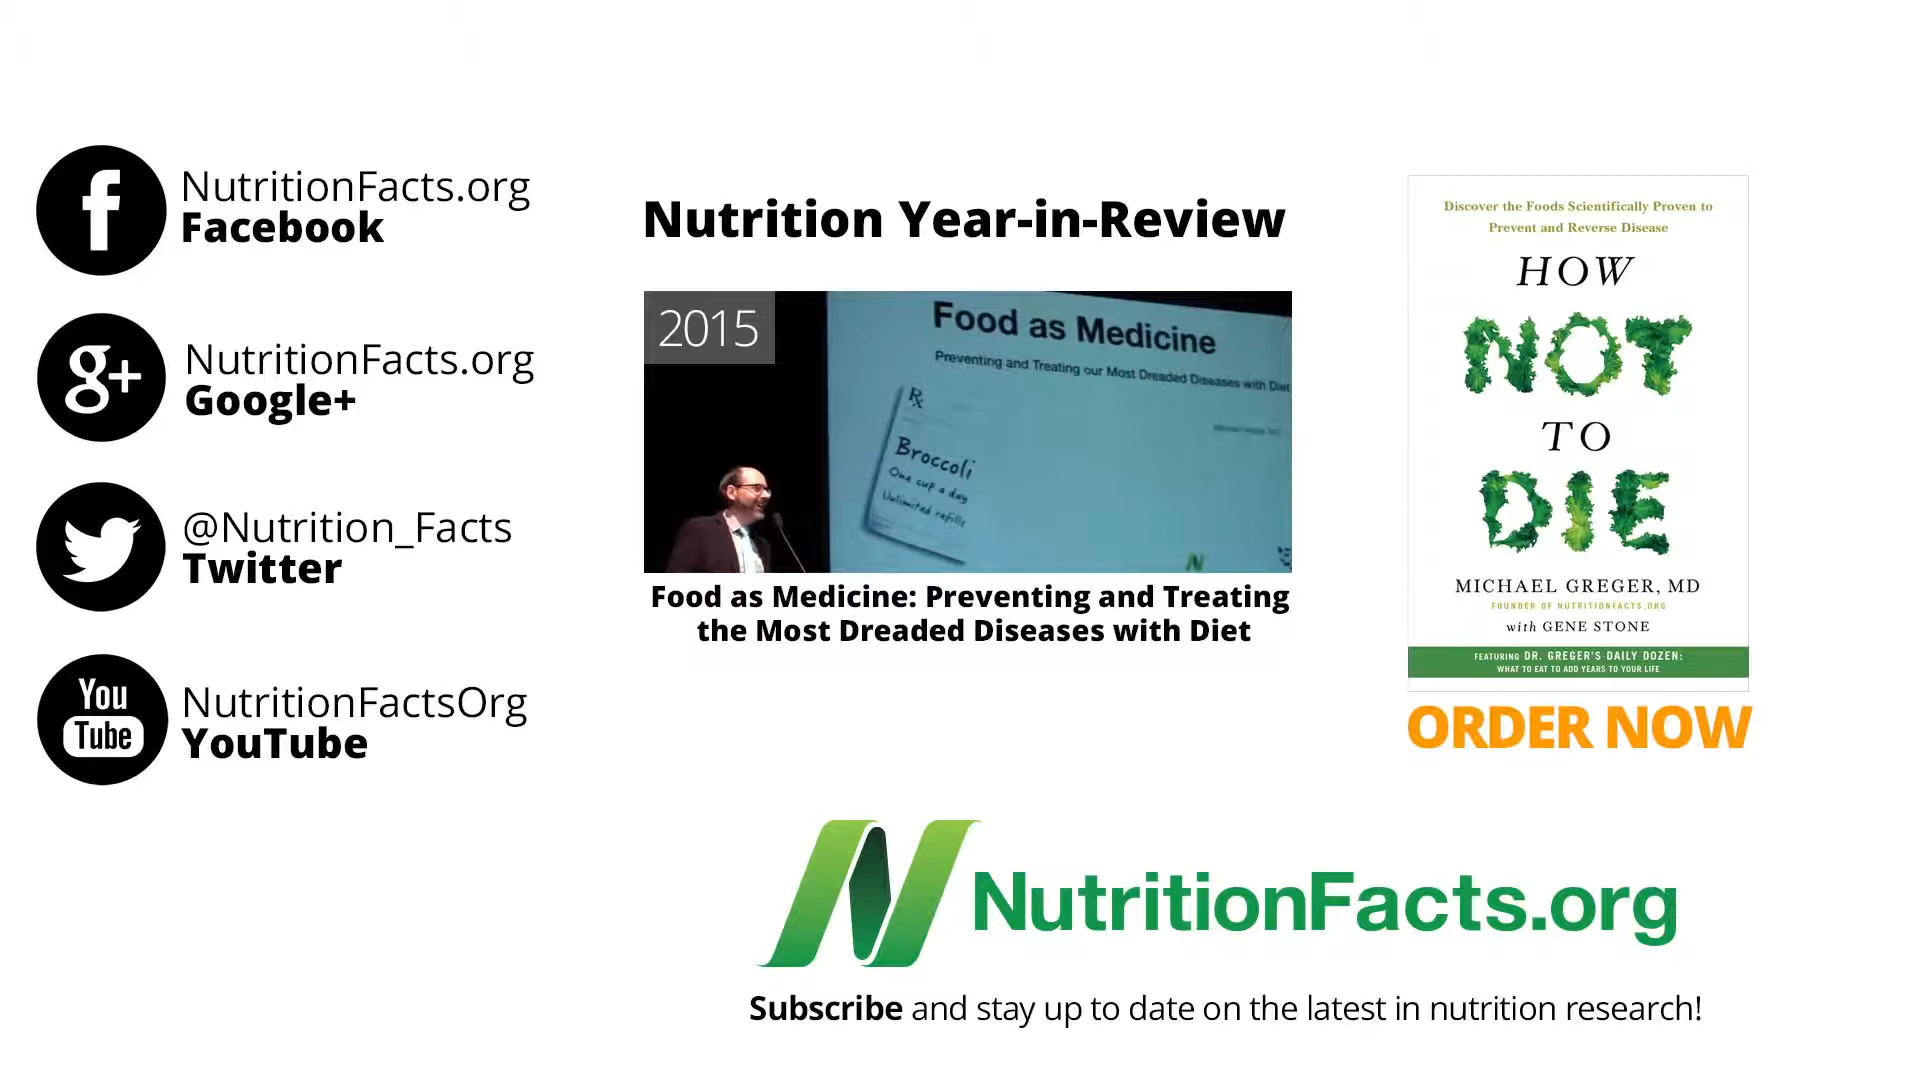 NutritionFacts.org
Facebook
NutritionFacts.org
Google+
@Nutrition_Facts
Twitter
You
Tube
NutritionFactsOrg
YouTube
Nutrition Year-in-Review
2015
Food as Medicine
Preventing and Treating our Most Dreaded Diseases with Diet
Rx
Broccoli
One cup a day
Unlimited refills
Food as Medicine: Preventing and Treating
the Most Dreaded Diseases with Diet
Discover the Foods Scientifically Proven to
Prevent and Reverse Disease
HOW
NOT
TO
DIE
MICHAEL GREGER, MD
FOUNDER OF NUTRITIONFACTS.ORG
with GENE STONE
FEATURING DR. GREGER'S DAILY DOZEN:
WHAT TO EAT TO ADD YEARS TO YOUR LIFE
ORDER NOW
NutritionFacts.org
Subscribe and stay up to date on the latest in nutrition research!